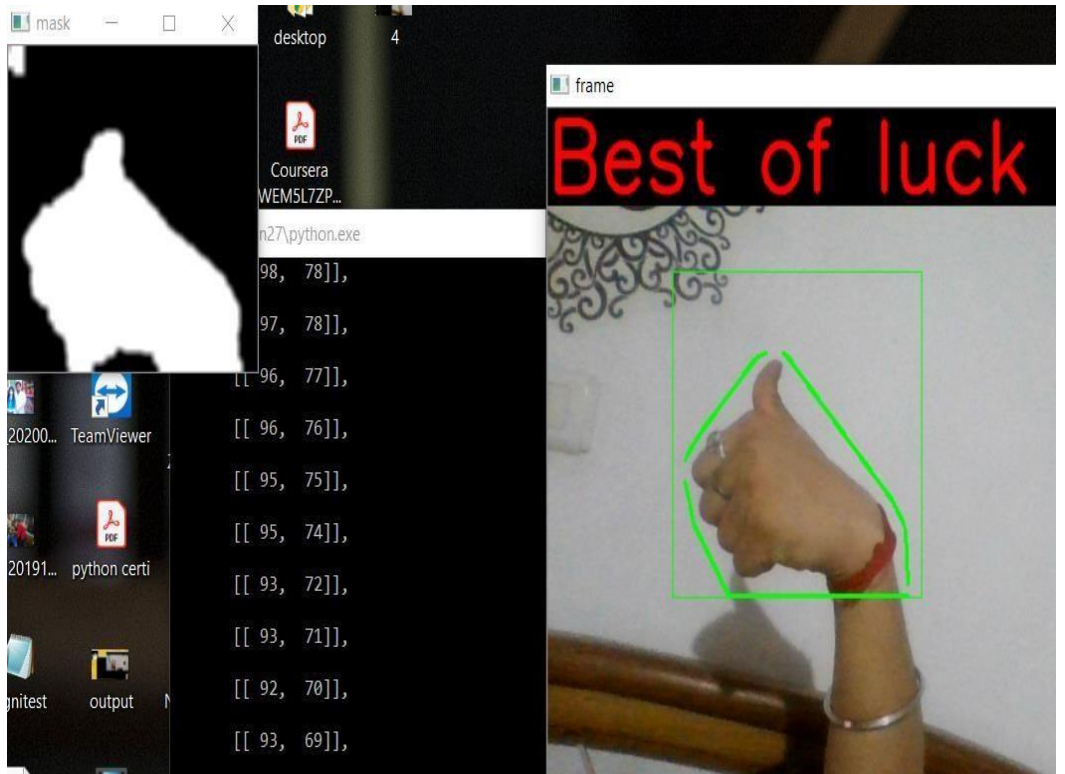 mask
desktop
4
Coursera
WEM5L7ZP...
n27\python.exe
98, 78]],
97, 78]],
[[ 96, 77]],
[[ 96, 76]],
[[ 95, 75]],
[[ 95, 74]],
[[ 93, 72]],
[[ 93, 71]],
[[ 92, 70]],
[[ 93, 69]],
20200...
TeamViewer
PDF
PDF
20191...
python certi
gnitest
output
frame
Best of luck